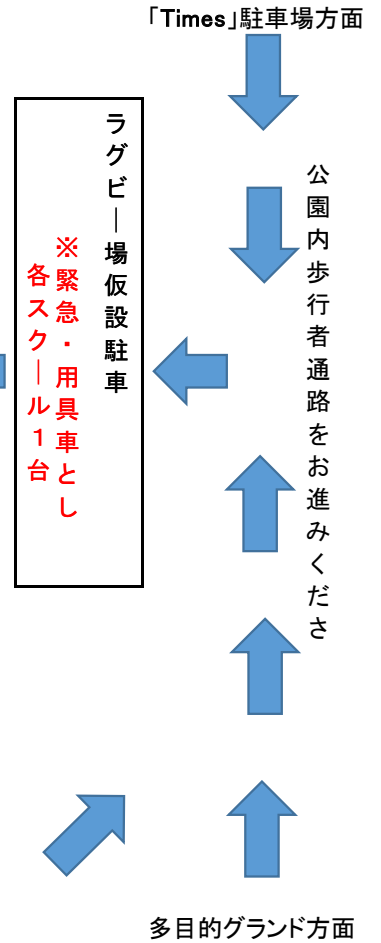 「Times」駐車場方面
公園内歩行者通路をお進みくださ
ラグビー場仮設駐車
※緊急・用具車とし
各スクール１台
多目的グランド方面